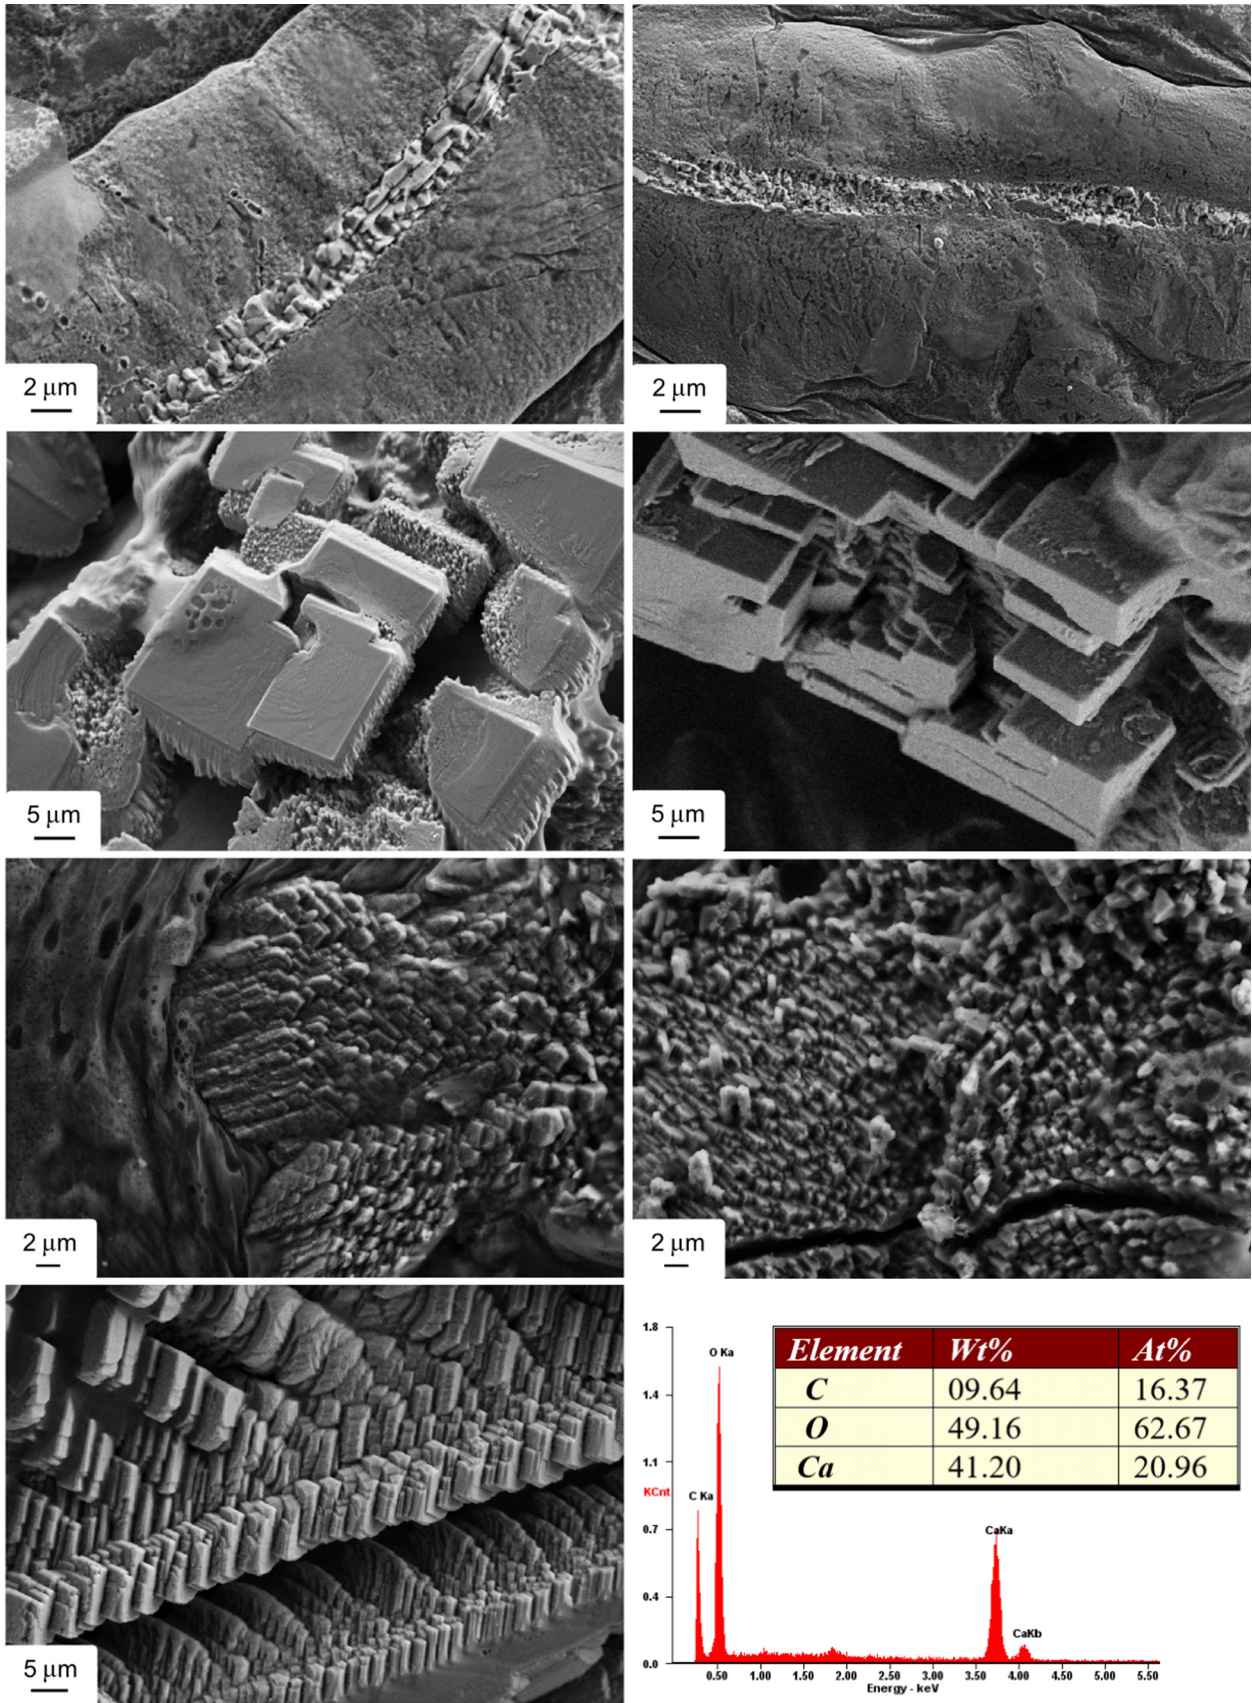 2 µm
2 µm
5 µm
5 µm
2 µm
2 µm
5 µm
1.8
1.4
1.1
KCnt
0.7
0.4
0.0
O Ka
C Ka
CaKa
CaKb
0.50 1.00 1.50 2.00 2.50 3.00 3.50 4.00 4.50 5.00 5.50
Energy - keV
Element Wt% At%
C 09.64 16.37
O 49.16 62.67
Ca 41.20 20.96